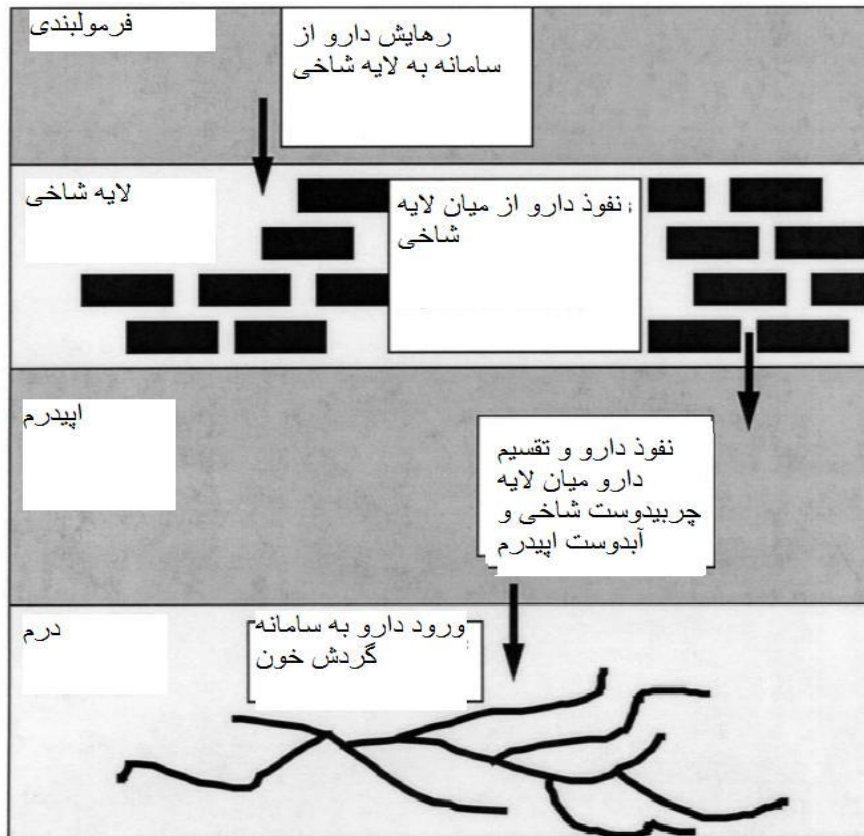 فرمولبندی
رهایش دارو از
سامانه به لایه شاخی
لایه شاخی
نفوذ دارو از میان لایه
شاخی
اپیدرم
نفوذ دارو و تقسیم
دارو میان لایه
چربیدوست شاخی و
آبدوست اپیدرم
درم
ورود دارو به سامانه
گردش خون